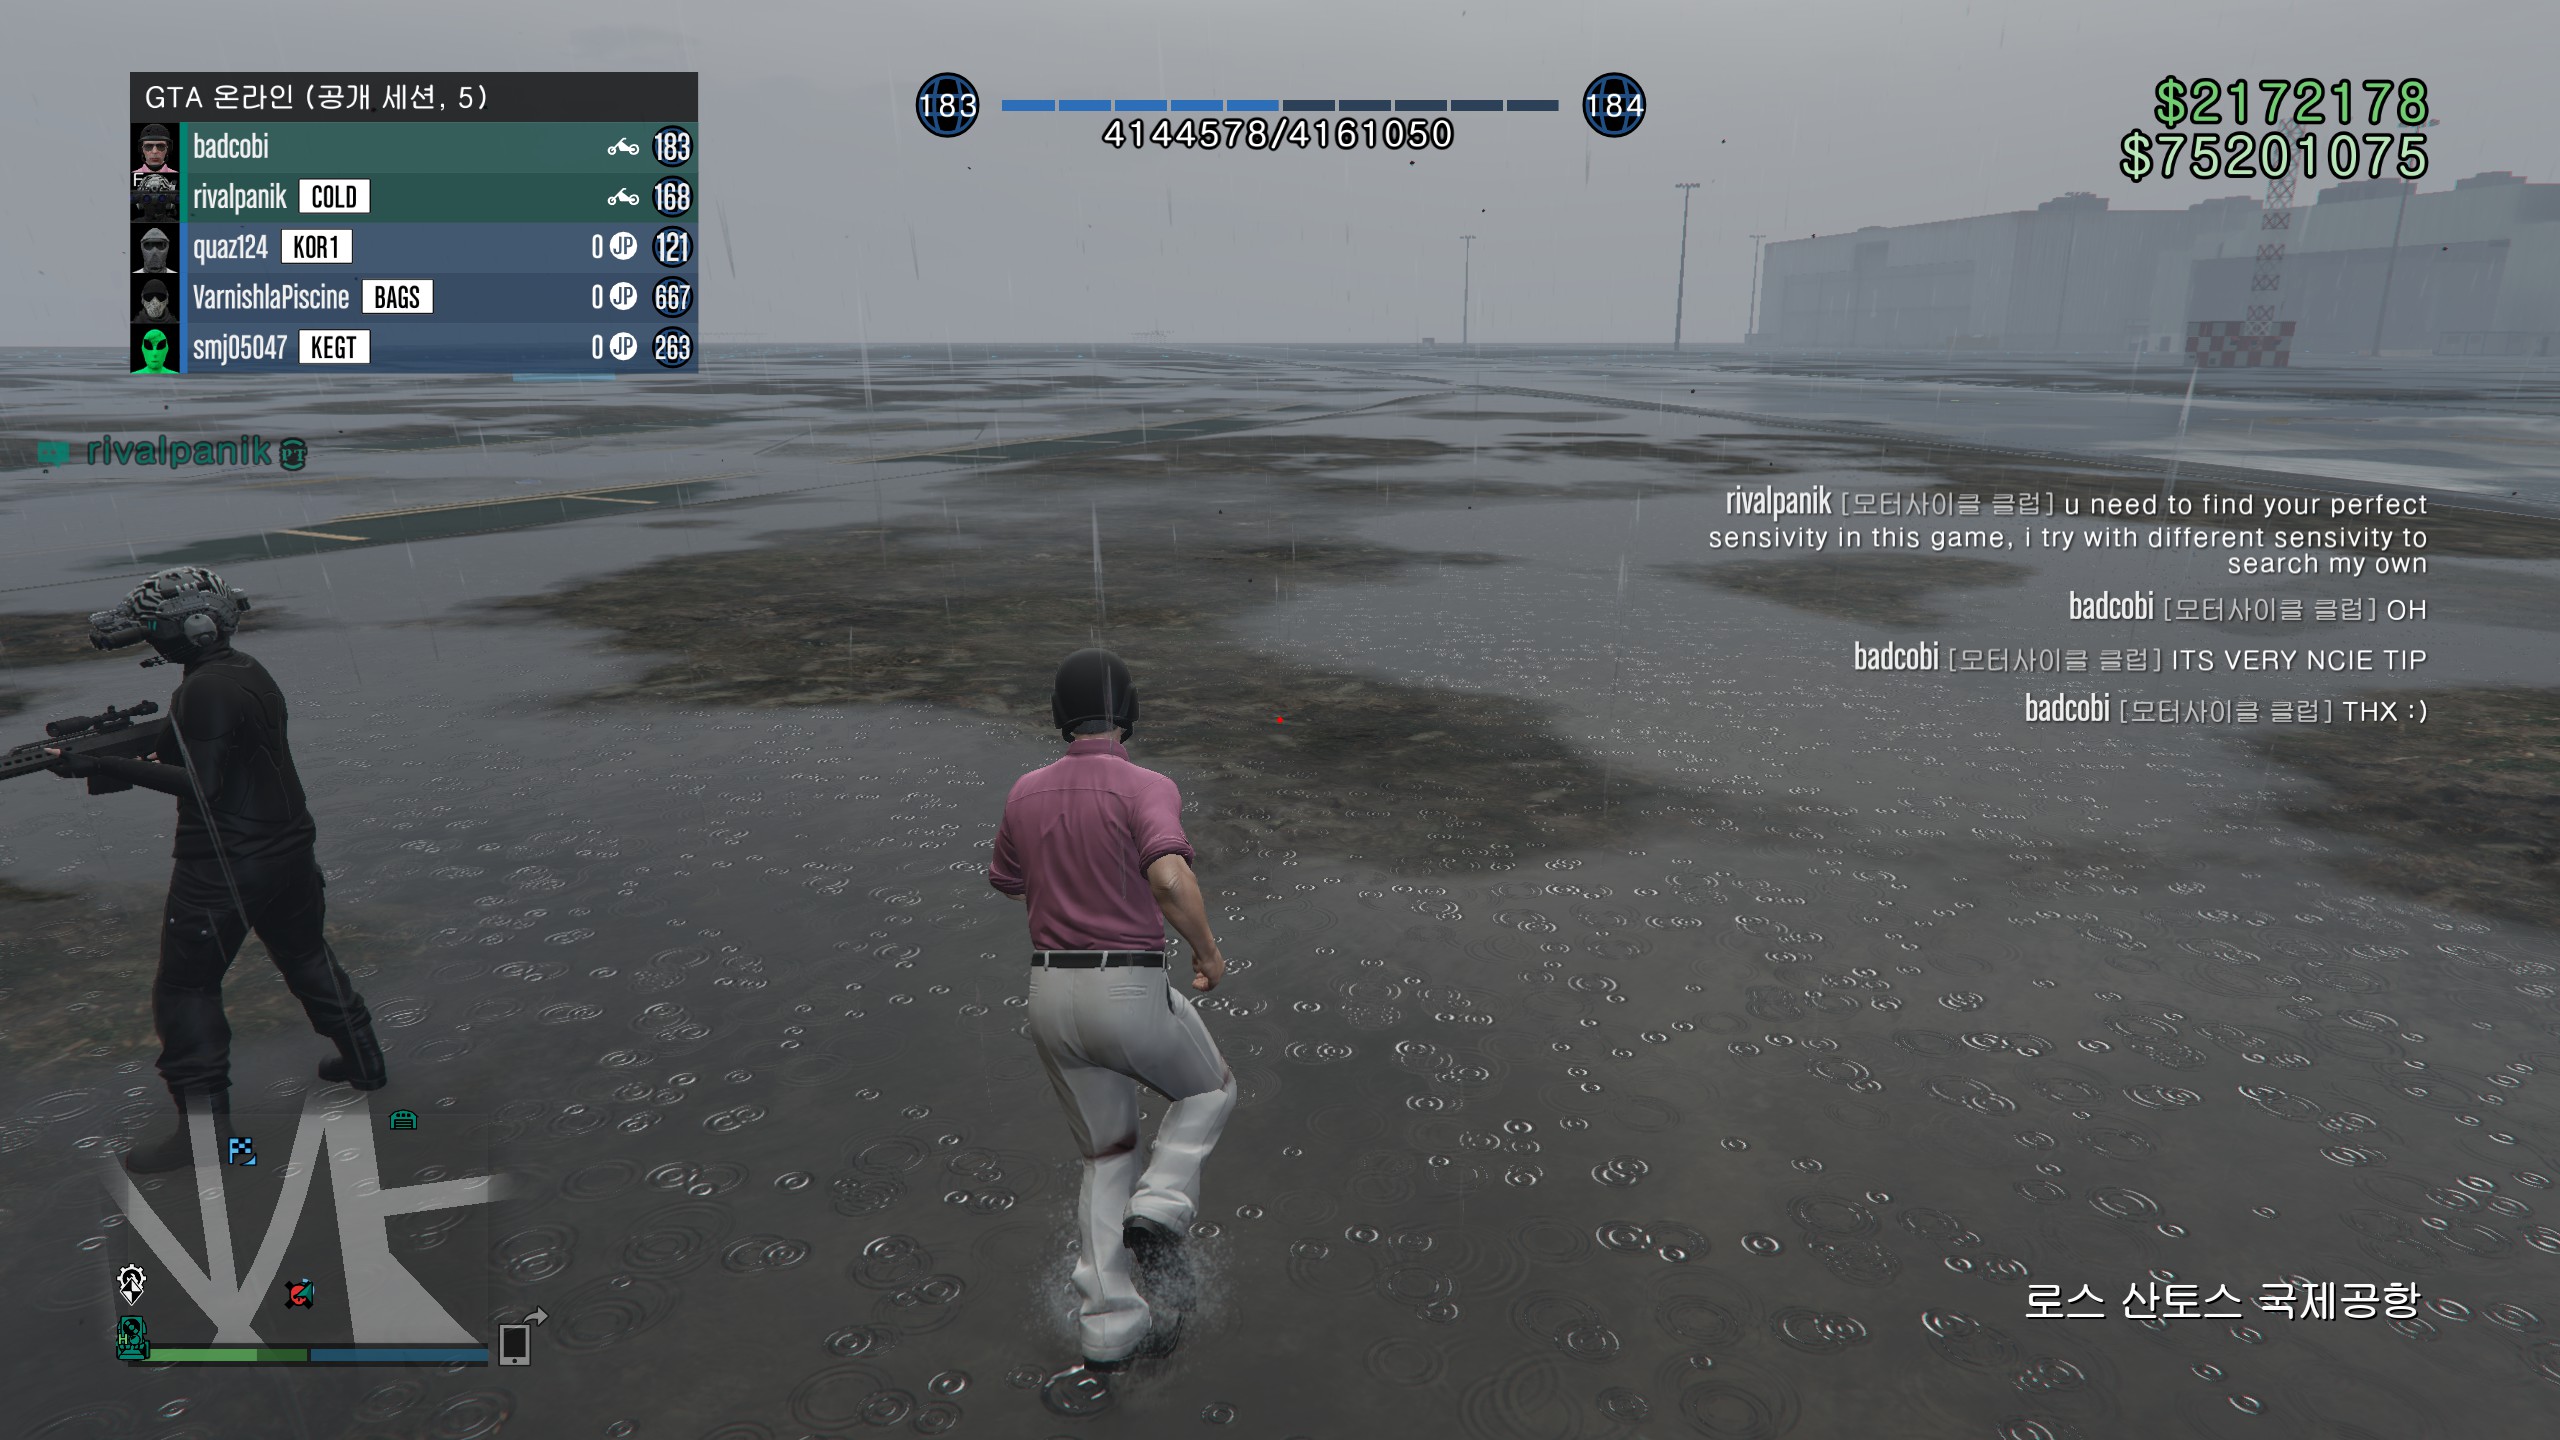 GTA 온라인 (공개 세션, 5)
badcobi 183
rivalpanik COLD 168
quaz124 KOR1 0 JP 121
VarnishlaPiscine BAGS 0 JP 667
smj05047 KEGT 0 JP 263
183 184
4144578/4161050
$2172178
$75201075
rivalpanik PT
rivalpanik [모터사이클 클럽] u need to find your perfect
sensivity in this game, i try with different sensivity to
search my own
badcobi [모터사이클 클럽] OH
badcobi [모터사이클 클럽] ITS VERY NCIE TIP
badcobi [모터사이클 클럽] THX :)
H
로스 산토스 국제공항